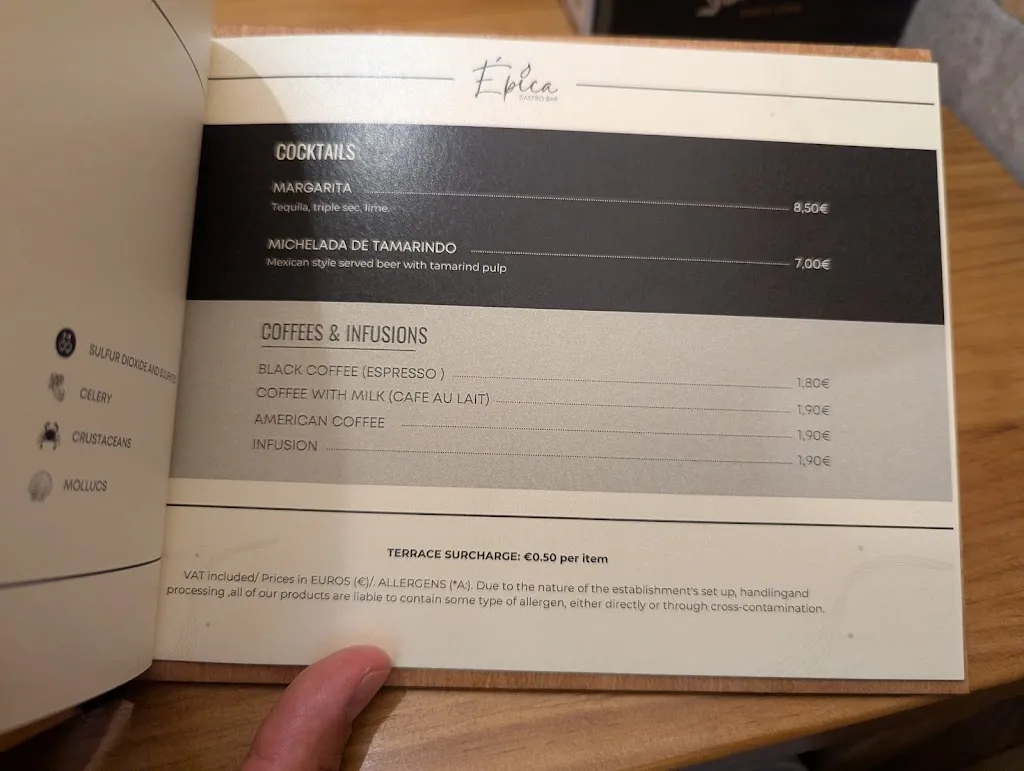 SULFUR DIOXIDE AND
CELERY
CRUSTACEANS
MOLLUCS
Épica
GASTRO BAR
COCKTAILS
MARGARITA 8,50€
Tequila, triple sec, lime.
MICHELADA DE TAMARINDO 7,00€
Mexican style served beer with tamarind pulp
COFFEES & INFUSIONS
BLACK COFFEE (ESPRESSO ) 1,80€
COFFEE WITH MILK (CAFE AU LAIT) 1,90€
AMERICAN COFFEE 1,90€
INFUSION 1,90€
TERRACE SURCHARGE: €0.50 per item
VAT included/ Prices in EUROS (€)/. ALLERGENS (*A:). Due to the nature of the establishment's set up, handlingand
processing ,all of our products are liable to contain some type of allergen, either directly or through cross-contamination.